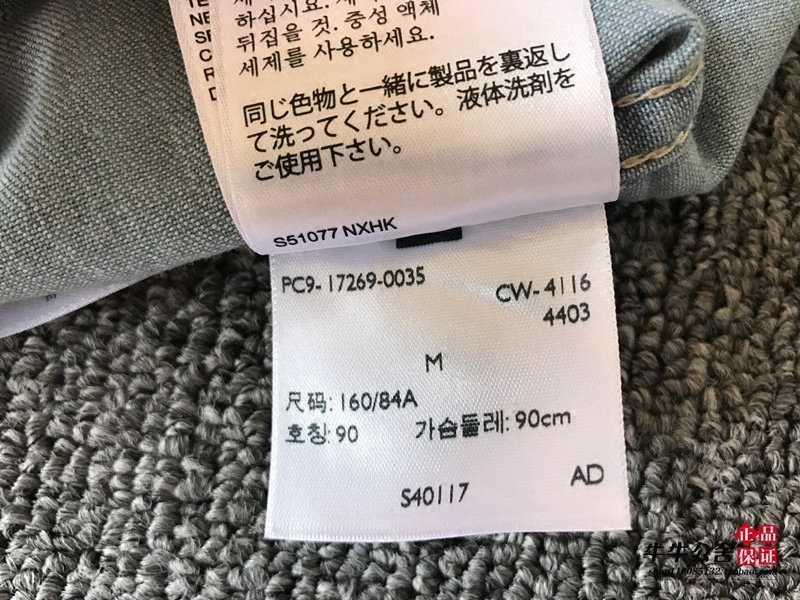 하십시요.
뒤집을 것. 중성 액체
세제를 사용하세요.
同じ色物と一緒に製品を裏返し
て洗ってください。液体洗剤を
ご使用下さい。
S51077 NXHK
PC9-17269-0035
CW-4116
4403
M
尺码: 160/84A
호칭: 90
가슴둘레: 90cm
S40117
AD
正品
保证